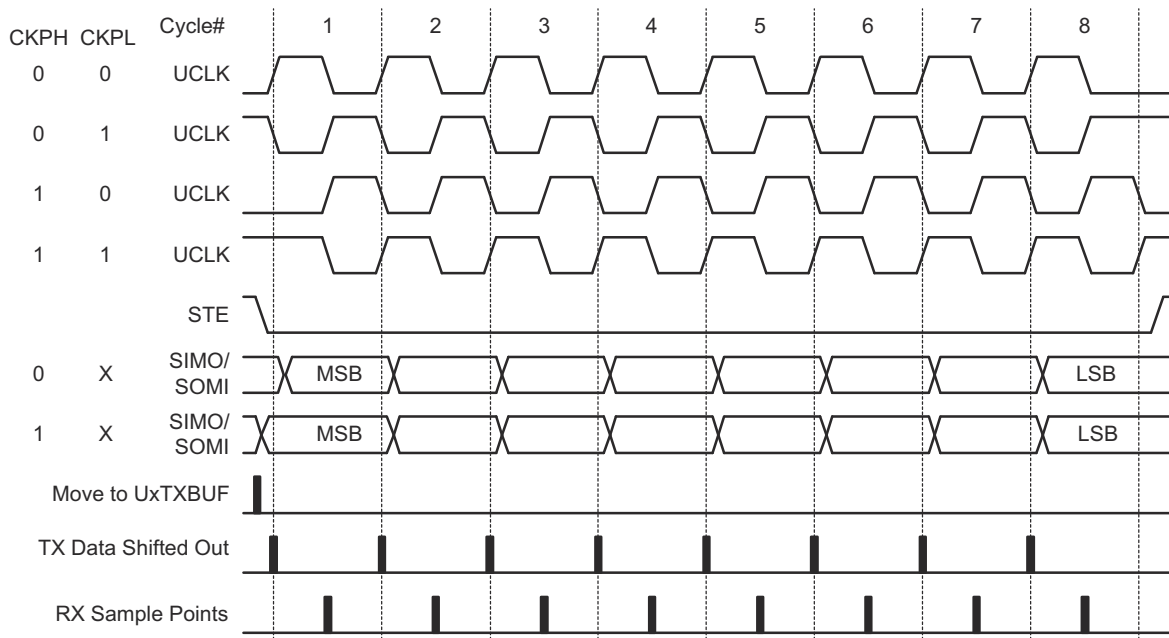 CKPH CKPL Cycle# 1 2 3 4 5 6 7 8
0 0 UCLK
0 1 UCLK
1 0 UCLK
1 1 UCLK
STE
0 X SIMO/
SOMI MSB LSB
1 X SIMO/
SOMI MSB LSB
Move to UxTXBUF
TX Data Shifted Out
RX Sample Points